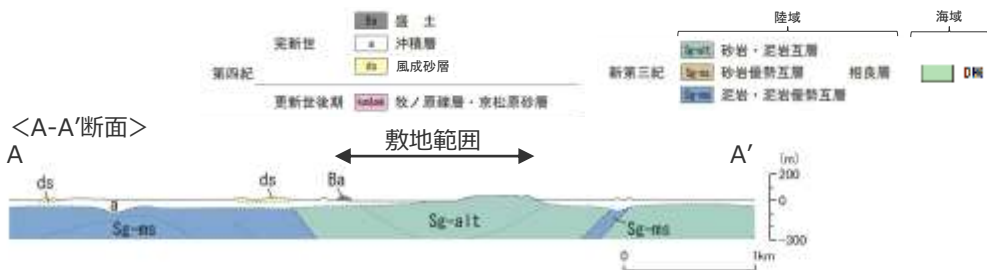 陸域
海域
Ba 盛 土
完新世 a 沖積層
第四紀
ds 風成砂層
更新世後期 牧ノ原礫層・京松原砂層
Sg-alt 砂岩・泥岩互層
新第三紀 Sg-ss 砂岩優勢互層 相良層
Sg-ms 泥岩・泥岩優勢互層
D層
<A-A′断面>
敷地範囲
A
A′
(m)
200
0
-300
ds
ds
Ba
a
Sg-ms
Sg-alt
Sg-ms
0
1km